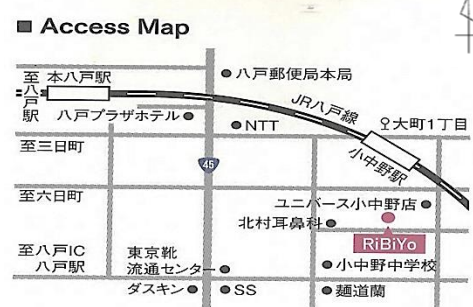 ■ Access Map
至八戸駅
本八戸駅
八戸郵便局本局
八戸プラザホテル
NTT
JR八戸線
大町1丁目
至三日町
45
小中野駅
至六日町
ユニバース小中野店
北村耳鼻科
RiBiYo
至八戸IC
八戸駅
東京靴
流通センター
小中野中学校
ダスキン
SS
麺道蘭